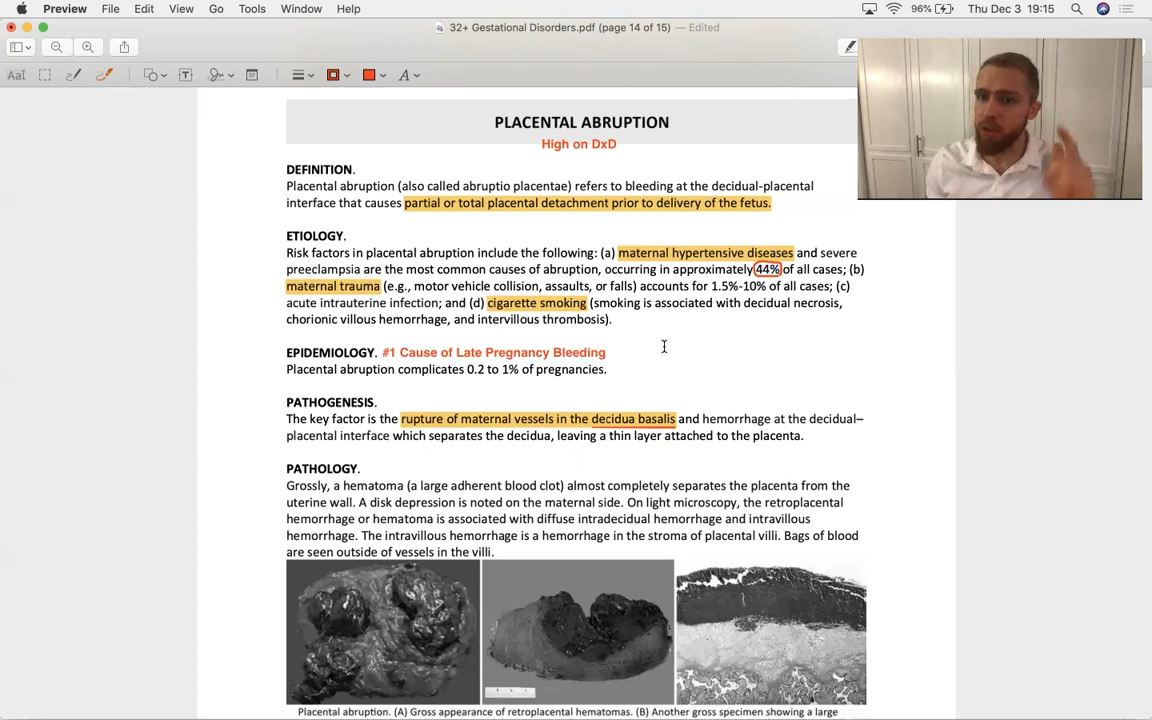 Preview File Edit View Go Tools Window Help 96% Thu Dec 3 19:15
32+ Gestational Disorders.pdf (page 14 of 15) — Edited
AaI T A
PLACENTAL ABRUPTION
High on DxD
DEFINITION.
Placental abruption (also called abruptio placentae) refers to bleeding at the decidual-placental
interface that causes partial or total placental detachment prior to delivery of the fetus.
ETIOLOGY.
Risk factors in placental abruption include the following: (a) maternal hypertensive diseases and severe
preeclampsia are the most common causes of abruption, occurring in approximately 44% of all cases; (b)
maternal trauma (e.g., motor vehicle collision, assaults, or falls) accounts for 1.5%-10% of all cases; (c)
acute intrauterine infection; and (d) cigarette smoking (smoking is associated with decidual necrosis,
chorionic villous hemorrhage, and intervillous thrombosis).
EPIDEMIOLOGY. #1 Cause of Late Pregnancy Bleeding
Placental abruption complicates 0.2 to 1% of pregnancies.
PATHOGENESIS.
The key factor is the rupture of maternal vessels in the decidua basalis and hemorrhage at the decidual–
placental interface which separates the decidua, leaving a thin layer attached to the placenta.
PATHOLOGY.
Grossly, a hematoma (a large adherent blood clot) almost completely separates the placenta from the
uterine wall. A disk depression is noted on the maternal side. On light microscopy, the retroplacental
hemorrhage or hematoma is associated with diffuse intradecidual hemorrhage and intravillous
hemorrhage. The intravillous hemorrhage is a hemorrhage in the stroma of placental villi. Bags of blood
are seen outside of vessels in the villi.
Placental abruption. (A) Gross appearance of retroplacental hematomas. (B) Another gross specimen showing a large